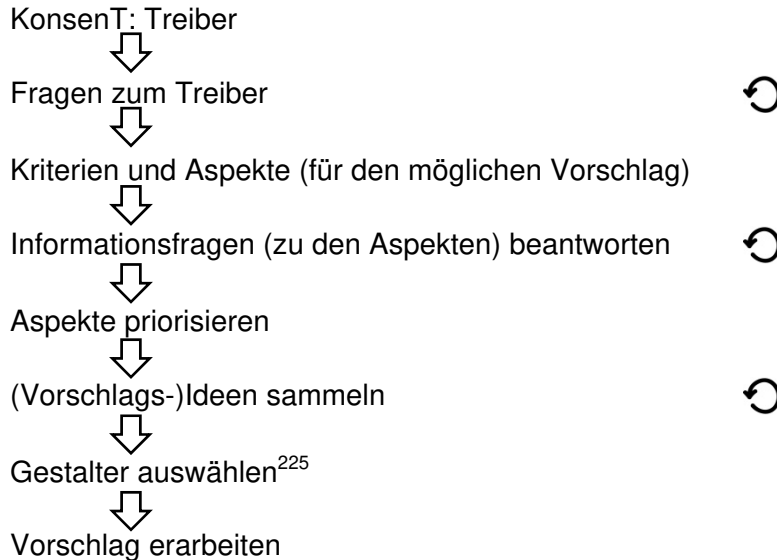 KonsenT: Treiber
Fragen zum Treiber
Kriterien und Aspekte (für den möglichen Vorschlag)
Informationsfragen (zu den Aspekten) beantworten
Aspekte priorisieren
(Vorschlags-)Ideen sammeln
Gestalter auswählen²²⁵
Vorschlag erarbeiten